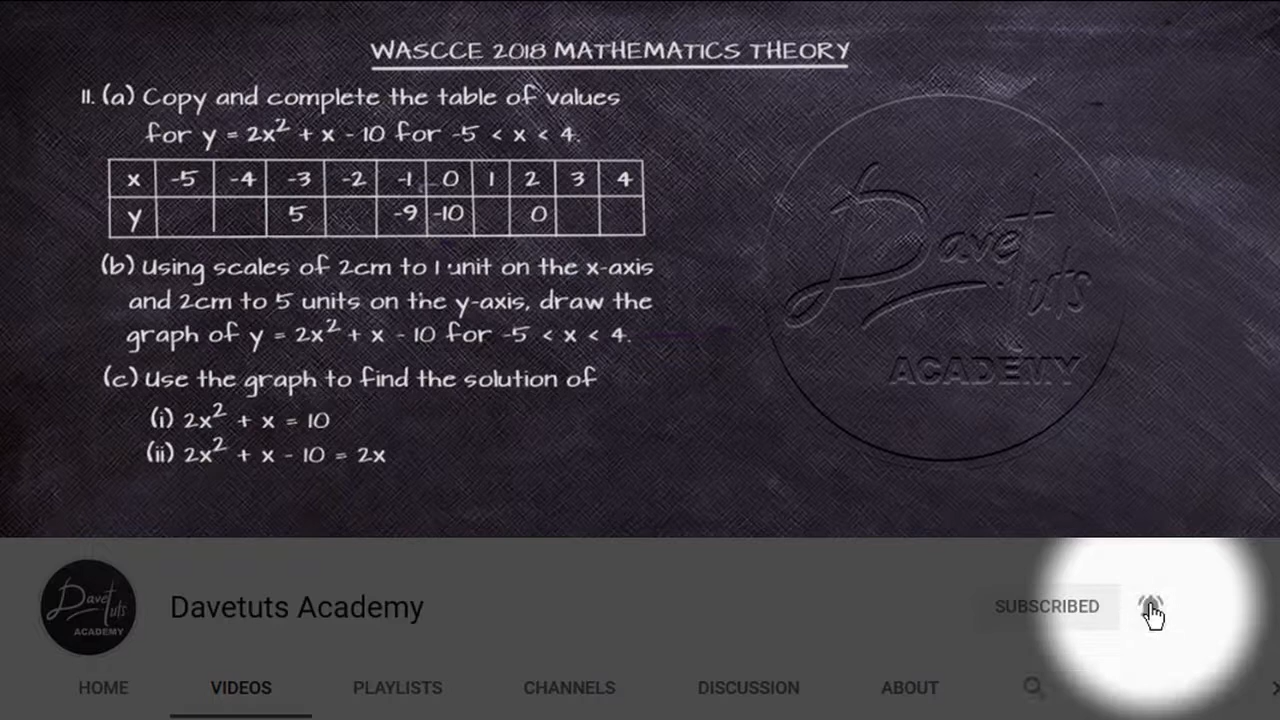 WASCCE 2018 MATHEMATICS THEORY
11. (a) Copy and complete the table of values
for y = 2x² + x - 10 for -5 < x < 4.
x -5 -4 -3 -2 -1 0 1 2 3 4
y 5 -9 -10 0
(b) Using scales of 2cm to 1 unit on the x-axis
and 2cm to 5 units on the y-axis, draw the
graph of y = 2x² + x - 10 for -5 < x < 4.
(c) Use the graph to find the solution of
(i) 2x² + x = 10
(ii) 2x² + x - 10 = 2x
Davet
tuts
ACADEMY
Davet
tuts
ACADEMY
Davetuts Academy
SUBSCRIBED
HOME VIDEOS PLAYLISTS CHANNELS DISCUSSION ABOUT